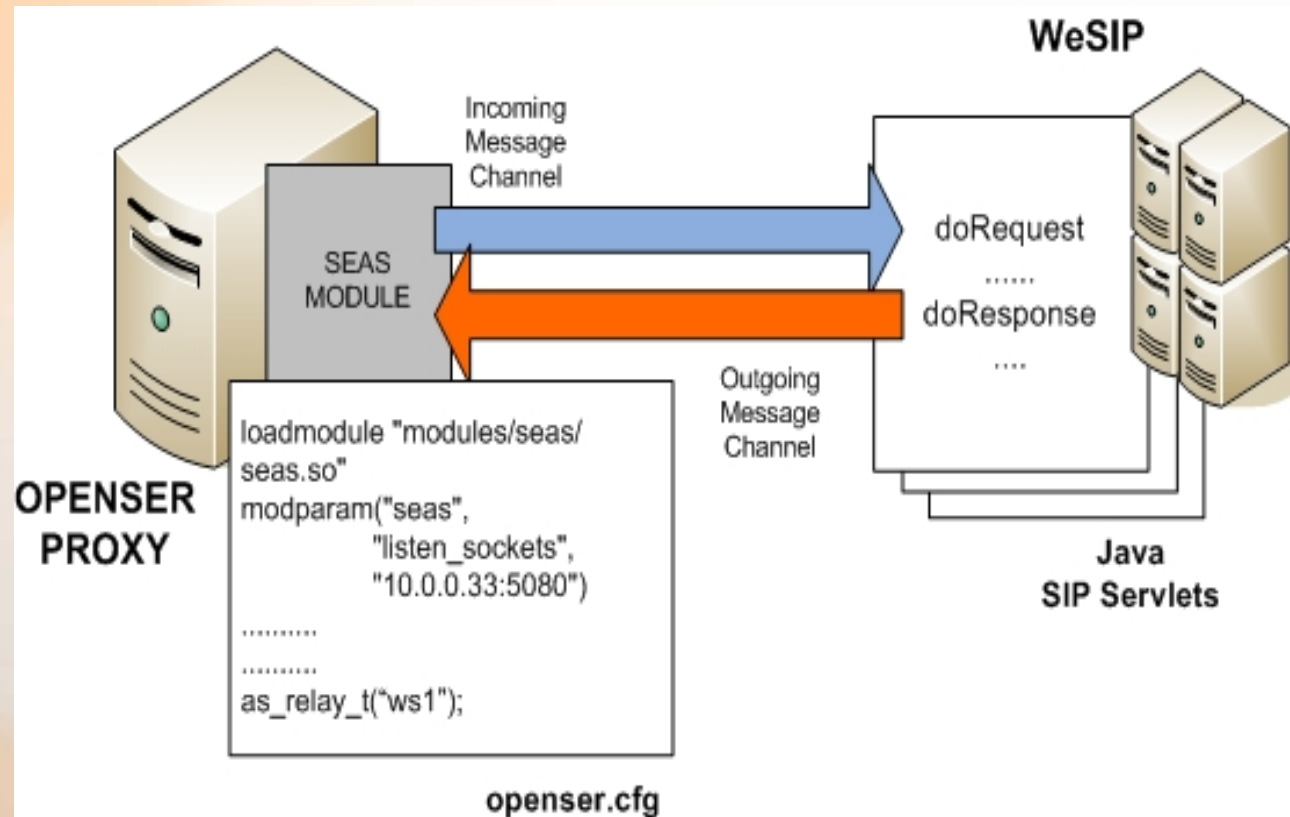 WeSIP
Incoming
Message
Channel
SEAS
MODULE
doRequest
......
doResponse
....
Outgoing
Message
Channel
OPENSER
PROXY
loadmodule "modules/seas/
seas.so"
modparam("seas",
"listen_sockets",
"10.0.0.33:5080")
..........
..........
as_relay_t(“ws1");
openser.cfg
Java
SIP Servlets